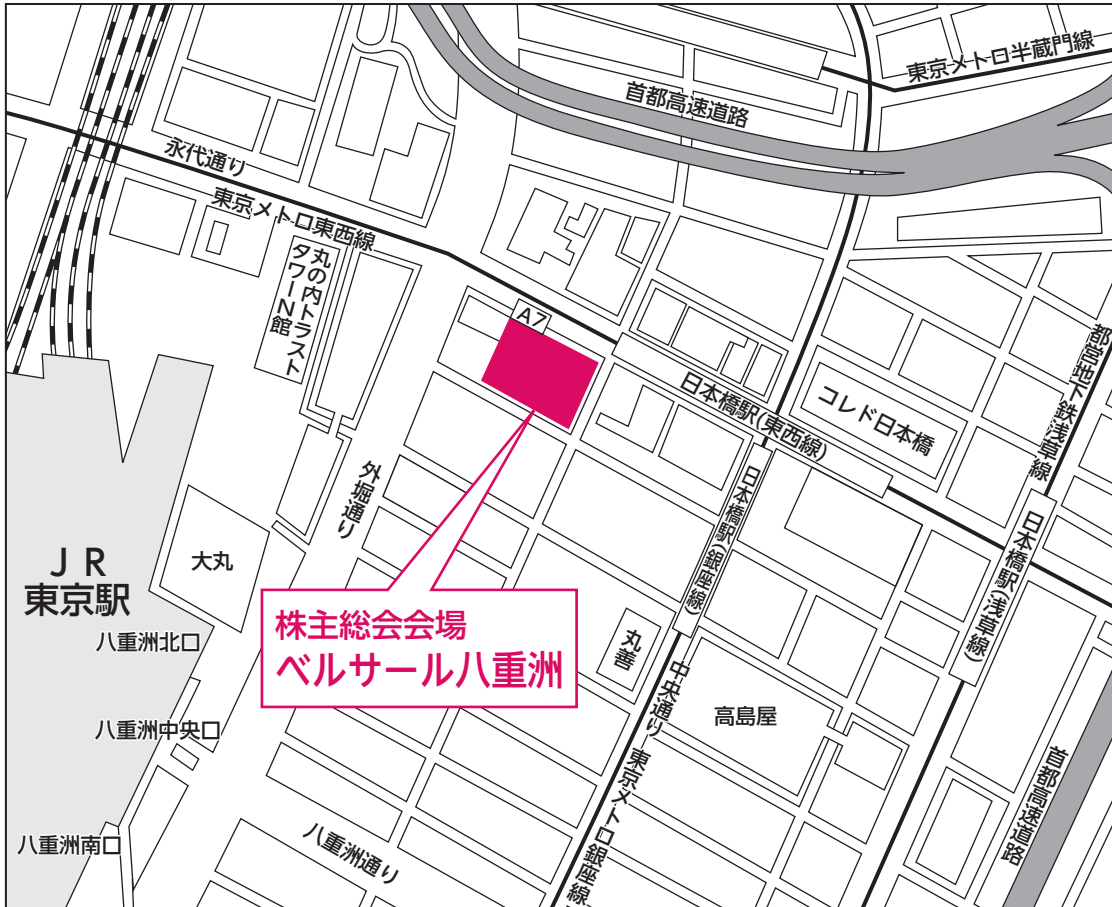 東京メトロ半蔵門線
首都高速道路
永代通り
東京メトロ東西線
丸の内トラスト
タワーN館
A7
日本橋駅(東西線)
コレド日本橋
都営地下鉄浅草線
外堀通り
日本橋駅(銀座線)
日本橋駅(浅草線)
JR
東京駅
大丸
八重洲北口
株主総会会場
ベルサール八重洲
丸善
中央通り
東京メトロ銀座線
高島屋
八重洲中央口
首都高速道路
八重洲南口
八重洲通り